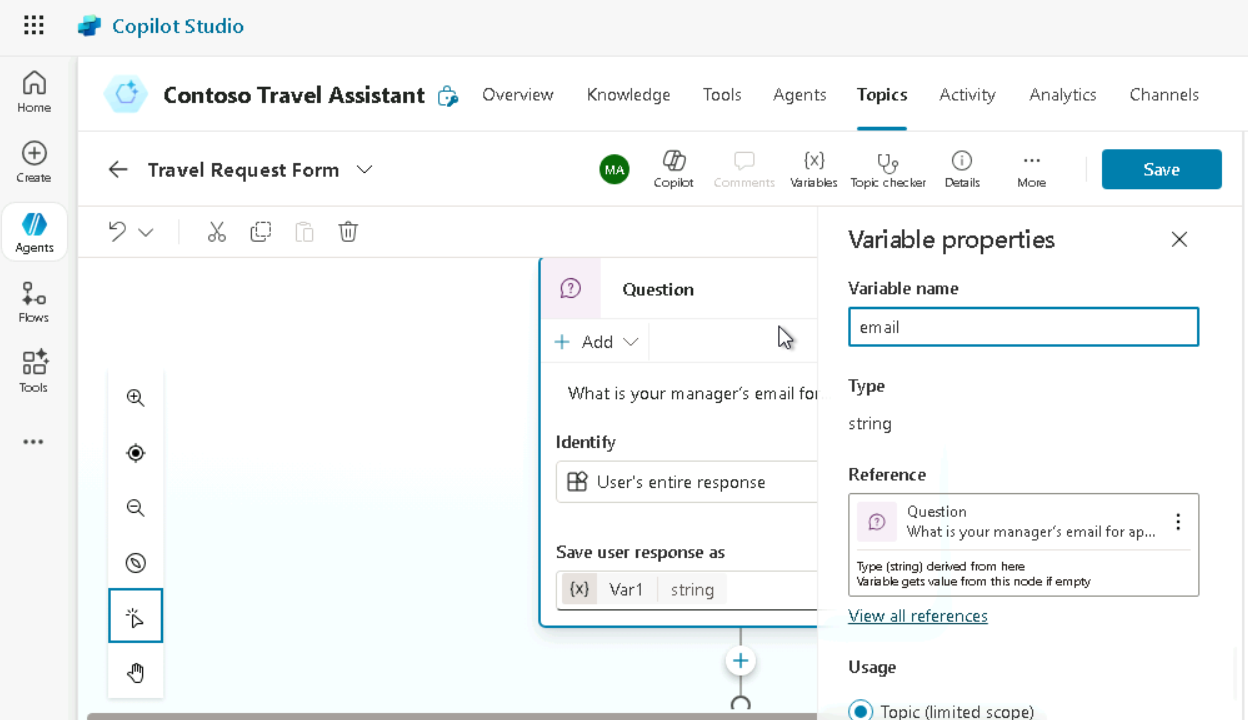 Copilot Studio
Home
Create
Agents
Flows
Tools
Contoso Travel Assistant
Overview
Knowledge
Tools
Agents
Topics
Activity
Analytics
Channels
Travel Request Form
MA
Copilot
Comments
{x}
Variables
Topic checker
Details
More
Save
Question
Add
What is your manager's email for
Identify
User's entire response
Save user response as
{x} Var1 string
Variable properties
Variable name
email
Type
string
Reference
Question
What is your manager's email for ap...
Type (string) derived from here
Variable gets value from this node if empty
View all references
Usage
Topic (limited scope)